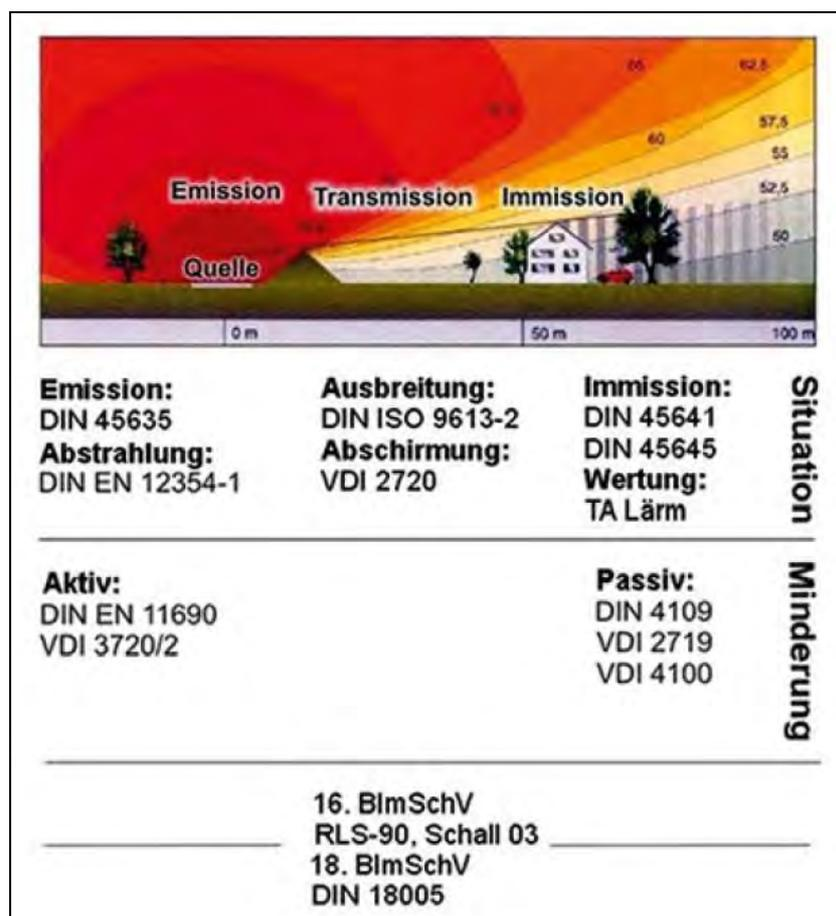 65
62,5
57,5
60
55
52,5
50
Emission Transmission Immission
Quelle
0 m 50 m 100 m
Emission:
DIN 45635
Abstrahlung:
DIN EN 12354-1
Ausbreitung:
DIN ISO 9613-2
Abschirmung:
VDI 2720
Immission:
DIN 45641
DIN 45645
Wertung:
TA Lärm
Situation
Aktiv:
DIN EN 11690
VDI 3720/2
Passiv:
DIN 4109
VDI 2719
VDI 4100
Minderung
16. BImSchV
RLS-90, Schall 03
18. BImSchV
DIN 18005